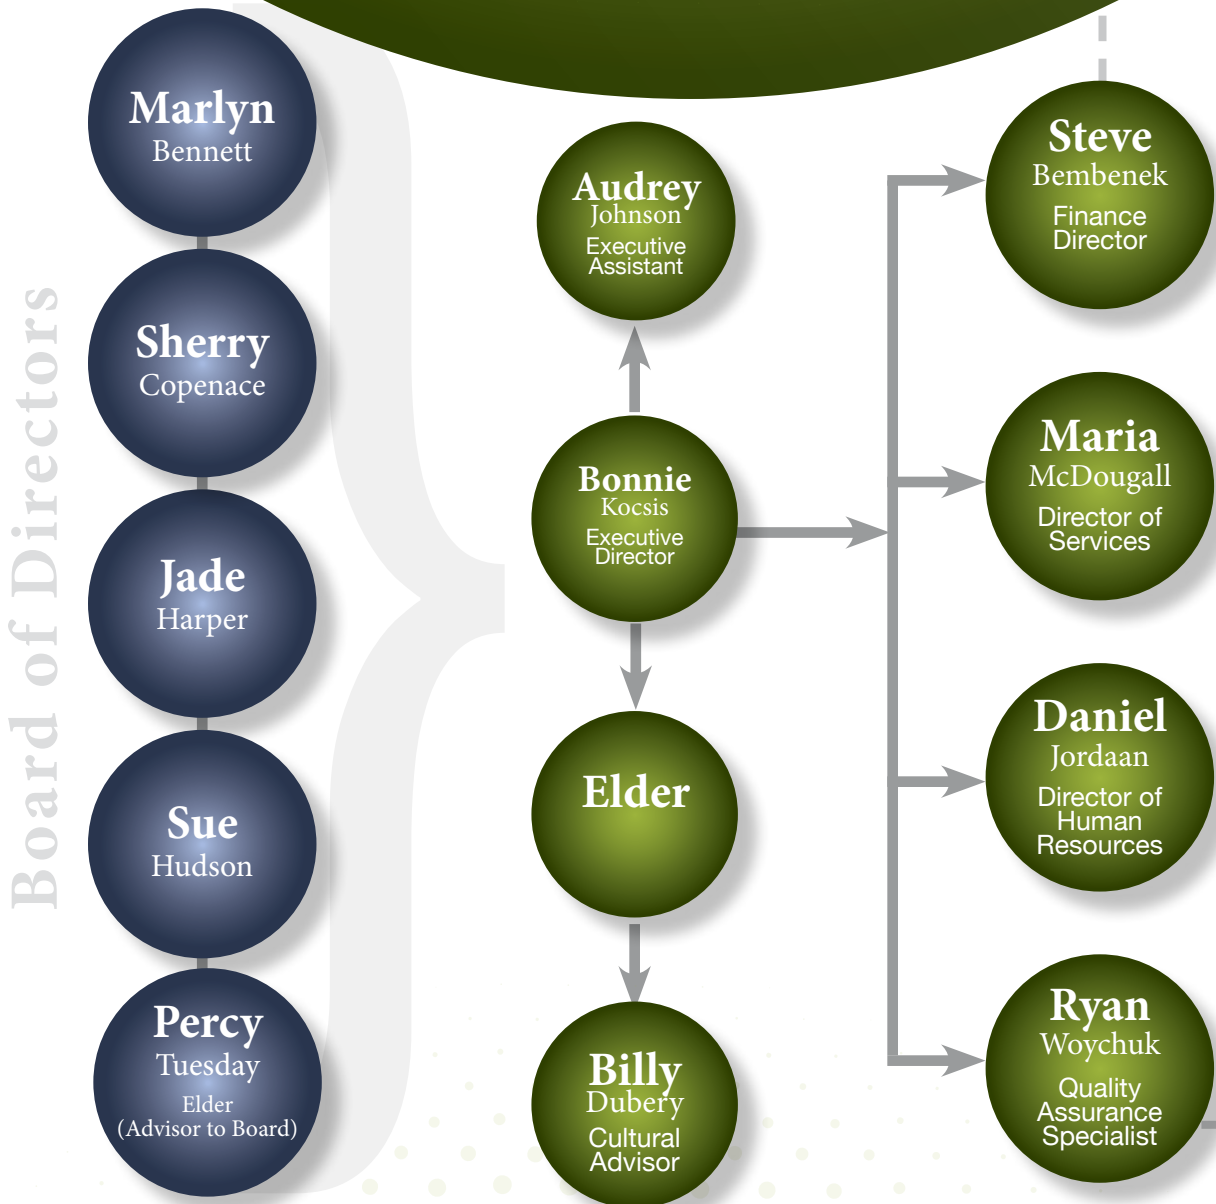 Board of Directors
Marlyn
Bennett
Sherry
Copenace
Jade
Harper
Sue
Hudson
Percy
Tuesday
Elder
(Advisor to Board)
Audrey
Johnson
Executive
Assistant
Bonnie
Kocsis
Executive
Director
Elder
Billy
Dubery
Cultural
Advisor
Steve
Bembenek
Finance
Director
Maria
McDougall
Director of
Services
Daniel
Jordaan
Director of
Human
Resources
Ryan
Woychuk
Quality
Assurance
Specialist